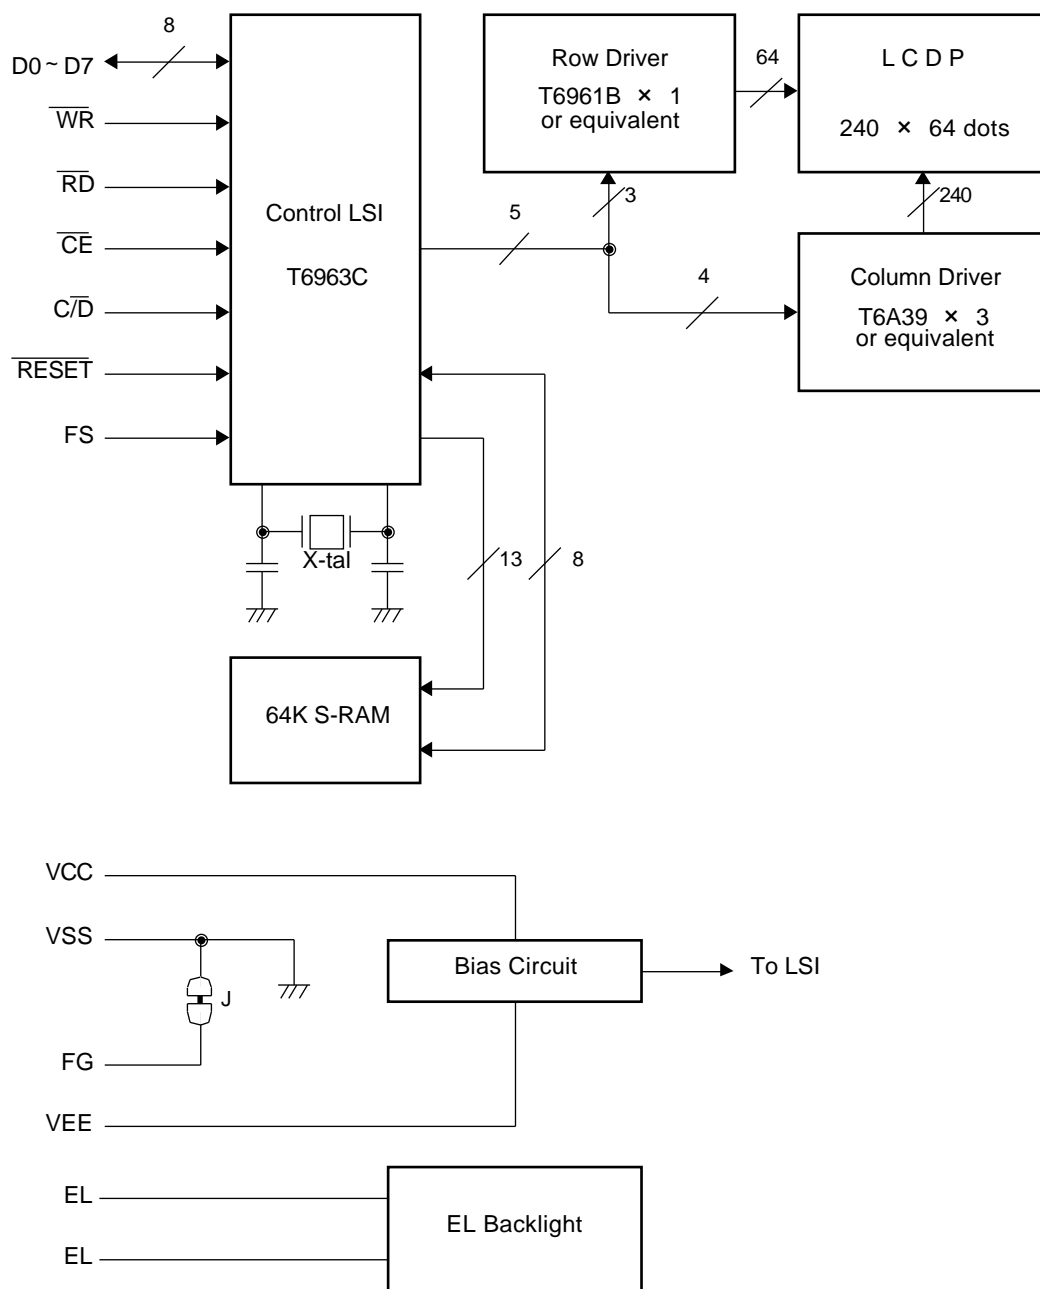 8
D0 ~ D7
WR
RD
CE
C/D
RESET
FS
Control LSI
T6963C
5
3
4
Row Driver
T6961B × 1
or equivalent
64
L C D P
240 × 64 dots
240
Column Driver
T6A39 × 3
or equivalent
X-tal
13
8
64K S-RAM
VCC
VSS
J
FG
VEE
Bias Circuit
To LSI
EL
EL
EL Backlight